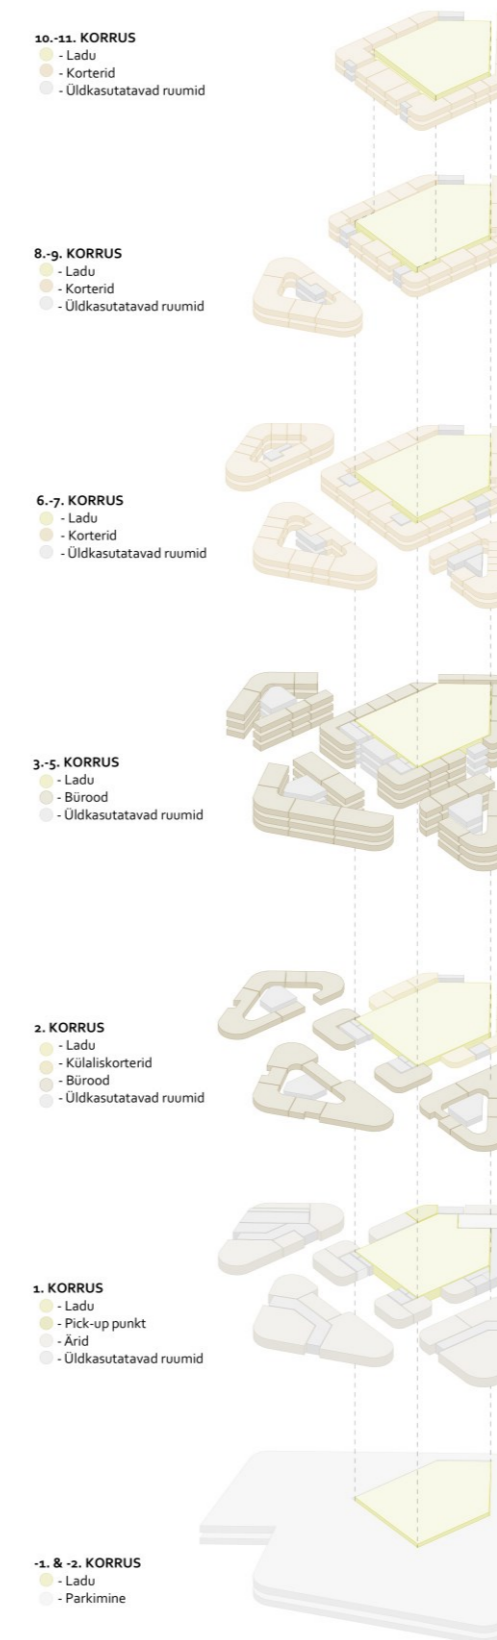 10.-11. KORRUS
- Ladu
- Korterid
- Üldkasutatavad ruumid
8.-9. KORRUS
- Ladu
- Korterid
- Üldkasutatavad ruumid
6.-7. KORRUS
- Ladu
- Korterid
- Üldkasutatavad ruumid
3.-5. KORRUS
- Ladu
- Bürood
- Üldkasutatavad ruumid
2. KORRUS
- Ladu
- Külaliskorterid
- Bürood
- Üldkasutatavad ruumid
1. KORRUS
- Ladu
- Pick-up punkt
- Ärid
- Üldkasutatavad ruumid
-1. & -2. KORRUS
- Ladu
- Parkimine